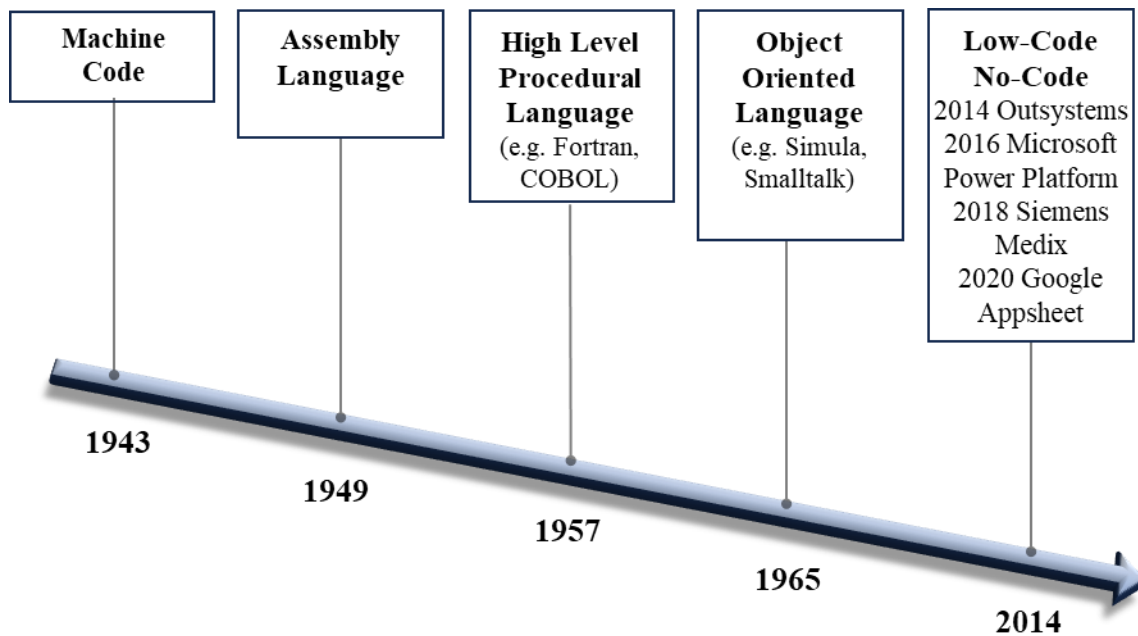 Machine
Code
Assembly
Language
High Level
Procedural
Language
(e.g. Fortran,
COBOL)
Object
Oriented
Language
(e.g. Simula,
Smalltalk)
Low-Code
No-Code
2014 Outsystems
2016 Microsoft
Power Platform
2018 Siemens
Medix
2020 Google
Appsheet
1943
1949
1957
1965
2014